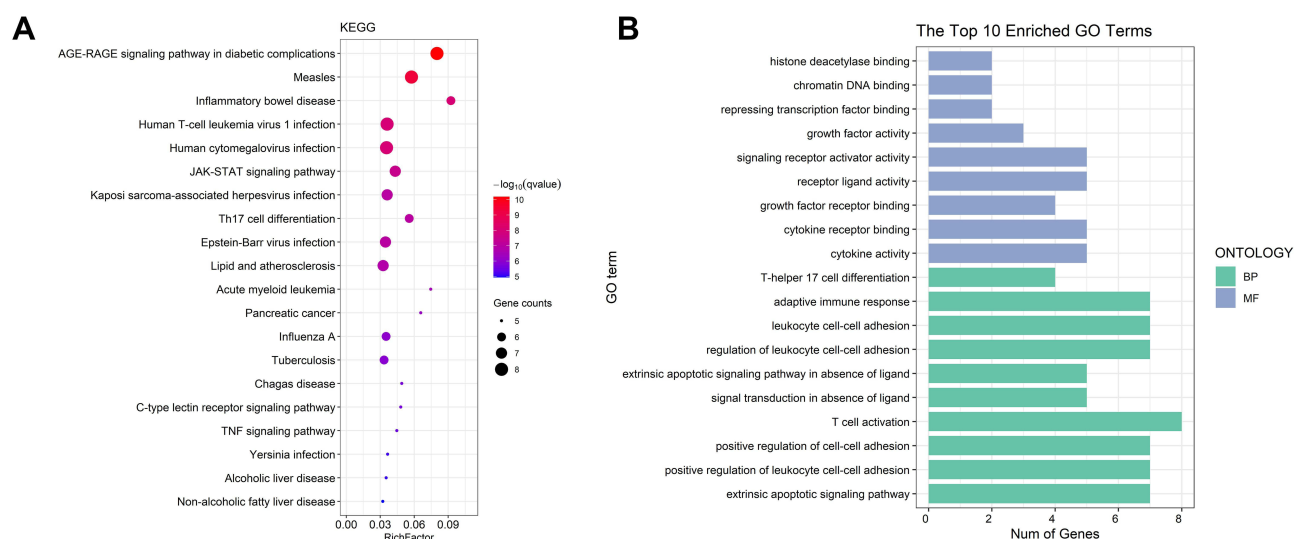 A
KEGG
AGE-RAGE signaling pathway in diabetic complications
Measles
Inflammatory bowel disease
Human T-cell leukemia virus 1 infection
Human cytomegalovirus infection
JAK-STAT signaling pathway
Kaposi sarcoma-associated herpesvirus infection
Th17 cell differentiation
Epstein-Barr virus infection
Lipid and atherosclerosis
Acute myeloid leukemia
Pancreatic cancer
Influenza A
Tuberculosis
Chagas disease
C-type lectin receptor signaling pathway
TNF signaling pathway
Yersinia infection
Alcoholic liver disease
Non-alcoholic fatty liver disease
0.00 0.03 0.06 0.09
RichFactor
−log₁₀(qvalue)
10
9
8
7
6
5
Gene counts
5
6
7
8
B
The Top 10 Enriched GO Terms
GO term
histone deacetylase binding
chromatin DNA binding
repressing transcription factor binding
growth factor activity
signaling receptor activator activity
receptor ligand activity
growth factor receptor binding
cytokine receptor binding
cytokine activity
T-helper 17 cell differentiation
adaptive immune response
leukocyte cell-cell adhesion
regulation of leukocyte cell-cell adhesion
extrinsic apoptotic signaling pathway in absence of ligand
signal transduction in absence of ligand
T cell activation
positive regulation of cell-cell adhesion
positive regulation of leukocyte cell-cell adhesion
extrinsic apoptotic signaling pathway
0 2 4 6 8
Num of Genes
ONTOLOGY
BP
MF